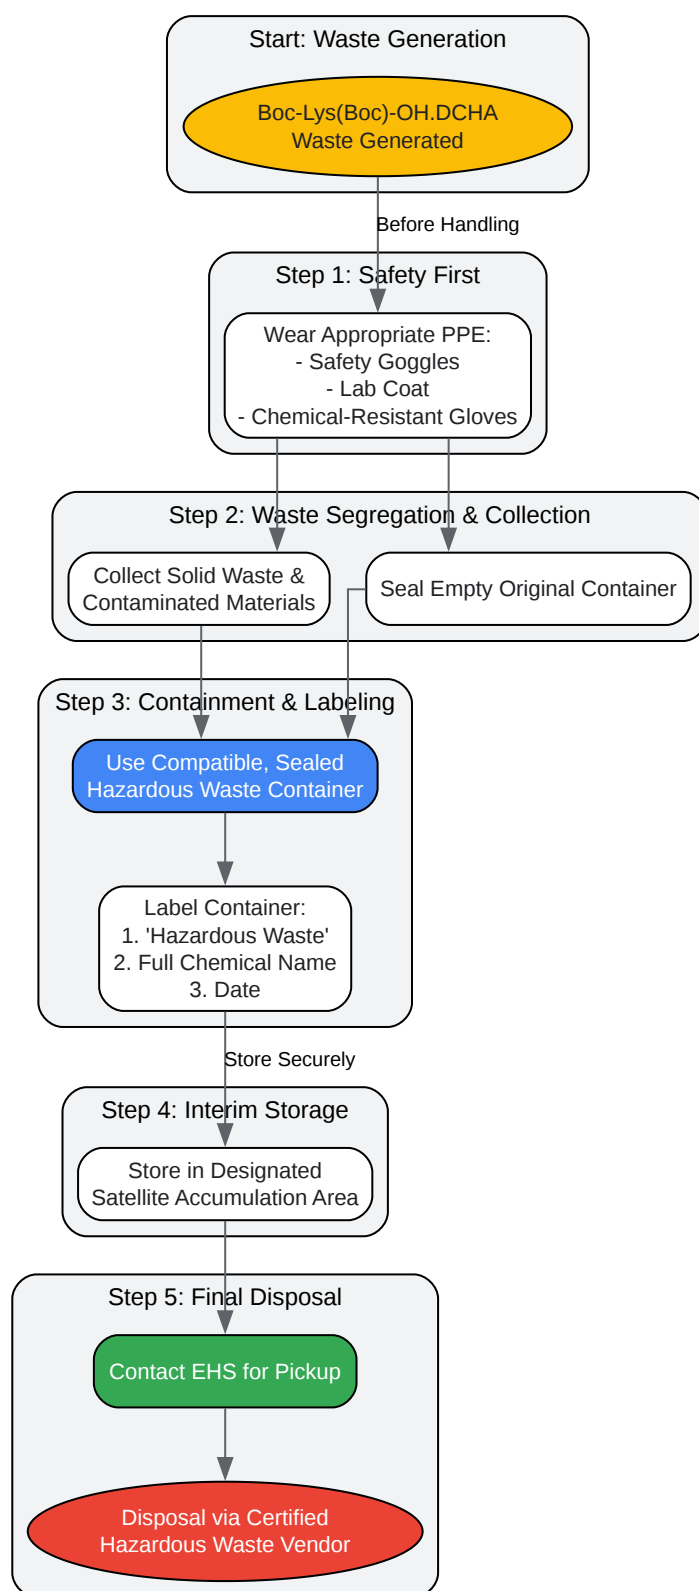 Start: Waste Generation
Boc-Lys(Boc)-OH.DCHA
Waste Generated
Before Handling
Step 1: Safety First
Wear Appropriate PPE:
- Safety Goggles
- Lab Coat
- Chemical-Resistant Gloves
Step 2: Waste Segregation & Collection
Collect Solid Waste &
Contaminated Materials
Seal Empty Original Container
Step 3: Containment & Labeling
Use Compatible, Sealed
Hazardous Waste Container
Label Container:
1. 'Hazardous Waste'
2. Full Chemical Name
3. Date
Store Securely
Step 4: Interim Storage
Store in Designated
Satellite Accumulation Area
Step 5: Final Disposal
Contact EHS for Pickup
Disposal via Certified
Hazardous Waste Vendor